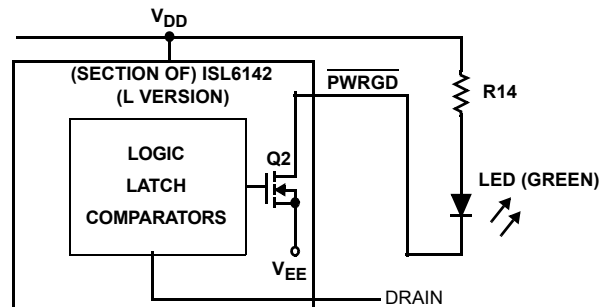 VDD
(SECTION OF) ISL6142
(L VERSION)
PWRGD
R14
LOGIC
LATCH
COMPARATORS
Q2
LED (GREEN)
VEE
DRAIN